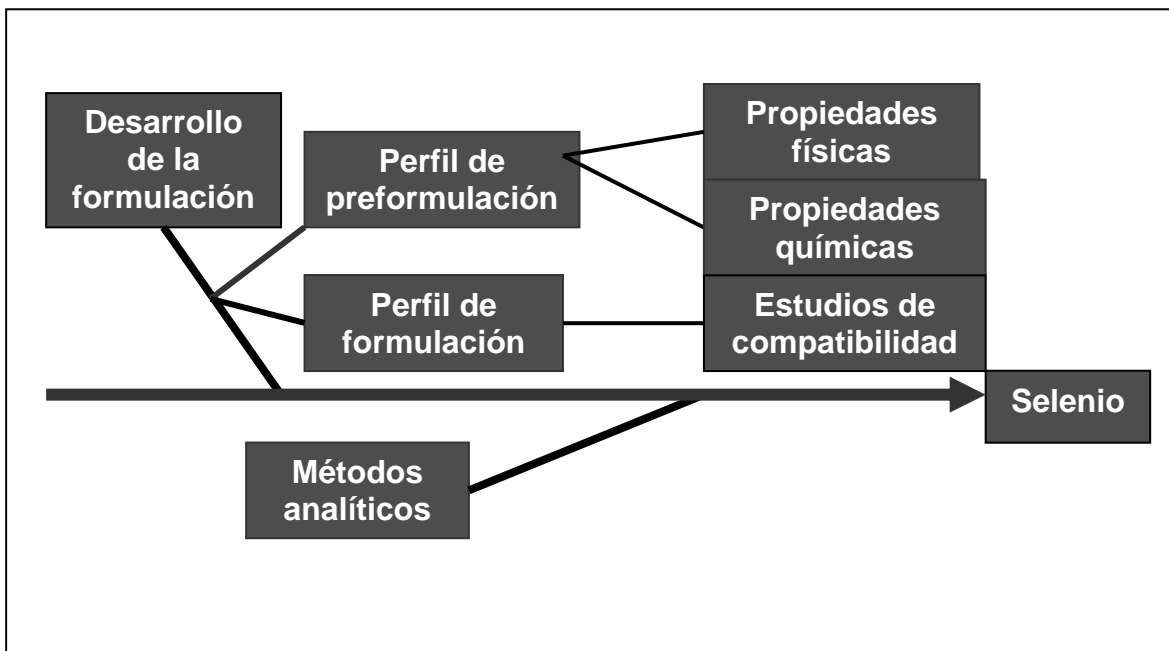 Desarrollo
de la
formulación
Perfil de
preformulación
Propiedades
físicas
Propiedades
químicas
Perfil de
formulación
Estudios de
compatibilidad
Selenio
Métodos
analíticos